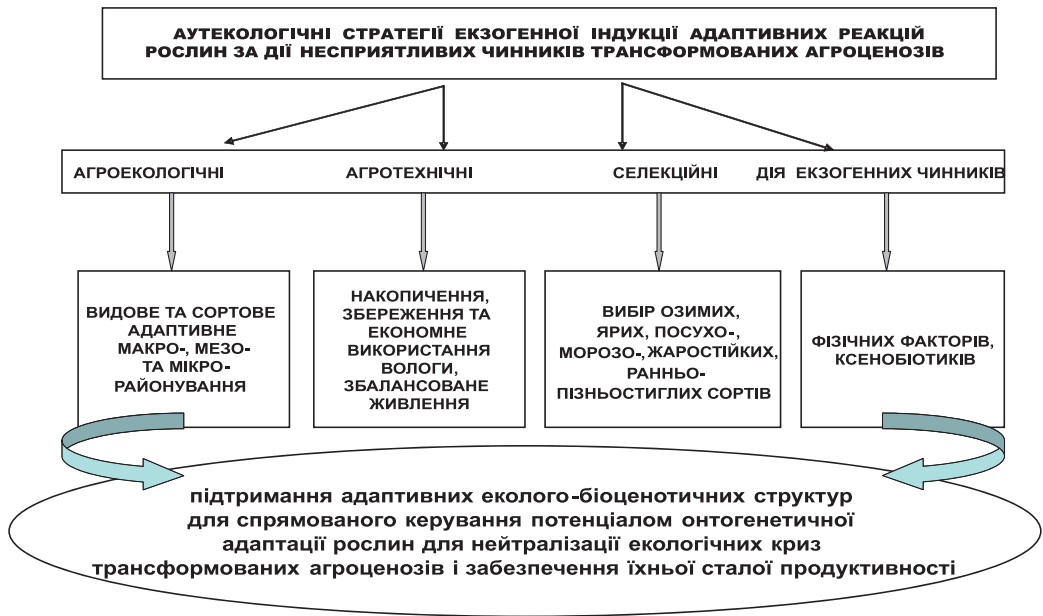 АУТЕКОЛОГІЧНІ СТРАТЕГІЇ ЕКЗОГЕННОЇ ІНДУКЦІЇ АДАПТИВНИХ РЕАКЦІЙ
РОСЛИН ЗА ДІЇ НЕСПРИЯТЛИВИХ ЧИННИКІВ ТРАНСФОРМОВАНИХ АГРОЦЕНОЗІВ
АГРОЕКОЛОГІЧНІ
АГРОТЕХНІЧНІ
СЕЛЕКЦІЙНІ
ДІЯ ЕКЗОГЕННИХ ЧИННИКІВ
ВИДОВЕ ТА СОРТОВЕ
АДАПТИВНЕ
МАКРО-, МЕЗО-
ТА МІКРО-
РАЙОНУВАННЯ
НАКОПИЧЕННЯ,
ЗБЕРЕЖЕННЯ ТА
ЕКОНОМНЕ
ВИКОРИСТАННЯ
ВОЛОГИ,
ЗБАЛАНСОВАНЕ
ЖИВЛЕННЯ
ВИБІР ОЗИМИХ,
ЯРИХ, ПОСУХО-,
МОРОЗО-, ЖАРОСТІЙКИХ,
РАННЬО-
ПІЗНЬОСТИГЛИХ СОРТІВ
ФІЗИЧНИХ ФАКТОРІВ,
КСЕНОБІОТИКІВ
підтримання адаптивних еколого-біоценотичних структур
для спрямованого керування потенціалом онтогенетичної
адаптації рослин для нейтралізації екологічних криз
трансформованих агроценозів і забезпечення їхньої сталої продуктивності